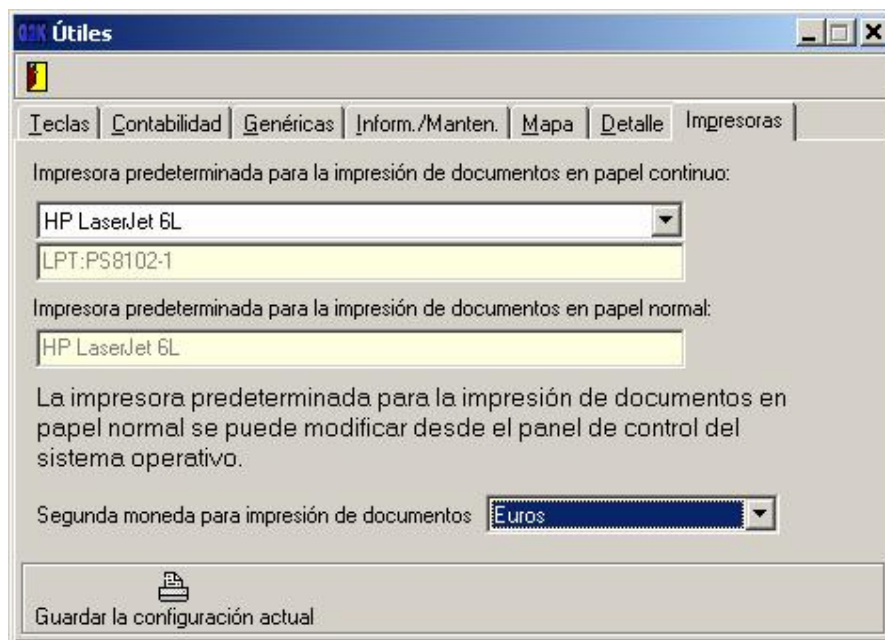 Útiles
Teclas Contabilidad Genéricas Inform./Manten. Mapa Detalle Impresoras
Impresora predeterminada para la impresión de documentos en papel continuo:
HP LaserJet 6L
LPT:PS8102-1
Impresora predeterminada para la impresión de documentos en papel normal:
HP LaserJet 6L
La impresora predeterminada para la impresión de documentos en
papel normal se puede modificar desde el panel de control del
sistema operativo.
Segunda moneda para impresión de documentos Euros
Guardar la configuración actual